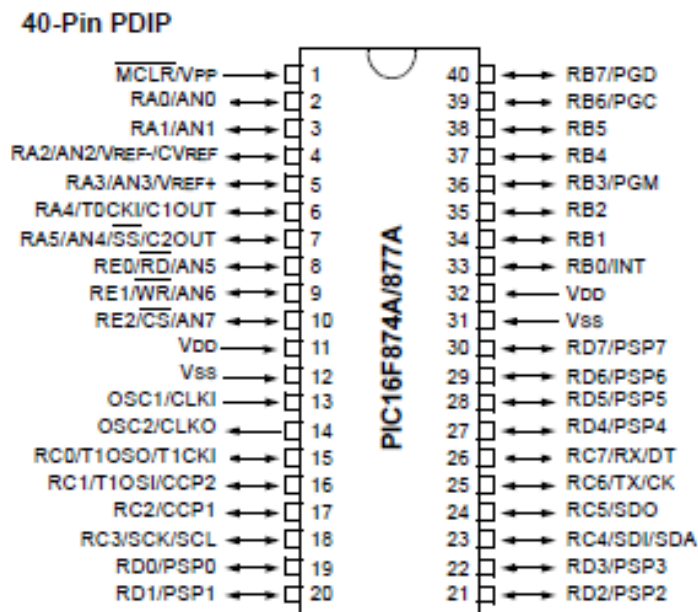 40-Pin PDIP
MCLR/VPP 1 40 RB7/PGD
RA0/AN0 2 39 RB6/PGC
RA1/AN1 3 38 RB5
RA2/AN2/VREF-/CVREF 4 37 RB4
RA3/AN3/VREF+ 5 36 RB3/PGM
RA4/T0CKI/C1OUT 6 35 RB2
RA5/AN4/SS/C2OUT 7 34 RB1
RE0/RD/AN5 8 33 RB0/INT
RE1/WR/AN6 9 32 VDD
RE2/CS/AN7 10 31 VSS
VDD 11 30 RD7/PSP7
VSS 12 29 RD6/PSP6
OSC1/CLKI 13 28 RD5/PSP5
OSC2/CLKO 14 27 RD4/PSP4
RC0/T1OSO/T1CKI 15 26 RC7/RX/DT
RC1/T1OSI/CCP2 16 25 RC6/TX/CK
RC2/CCP1 17 24 RC5/SDO
RC3/SCK/SCL 18 23 RC4/SDI/SDA
RD0/PSP0 19 22 RD3/PSP3
RD1/PSP1 20 21 RD2/PSP2
PIC16F874A/877A